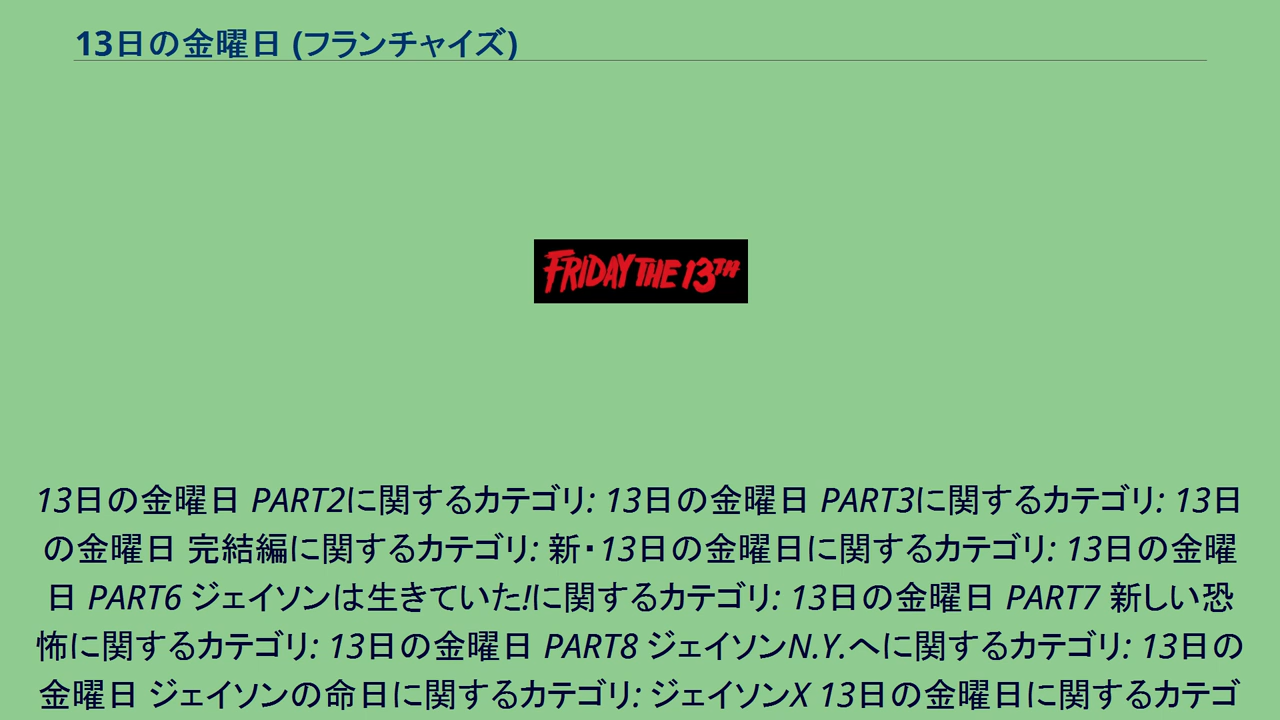 13日の金曜日 (フランチャイズ)
FRIDAY THE 13TH
13日の金曜日 PART2に関するカテゴリ: 13日の金曜日 PART3に関するカテゴリ: 13日
の金曜日 完結編に関するカテゴリ: 新・13日の金曜日に関するカテゴリ: 13日の金曜
日 PART6 ジェイソンは生きていた!に関するカテゴリ: 13日の金曜日 PART7 新しい恐
怖に関するカテゴリ: 13日の金曜日 PART8 ジェイソンN.Y.へに関するカテゴリ: 13日の
金曜日 ジェイソンの命日に関するカテゴリ: ジェイソンX 13日の金曜日に関するカテゴ